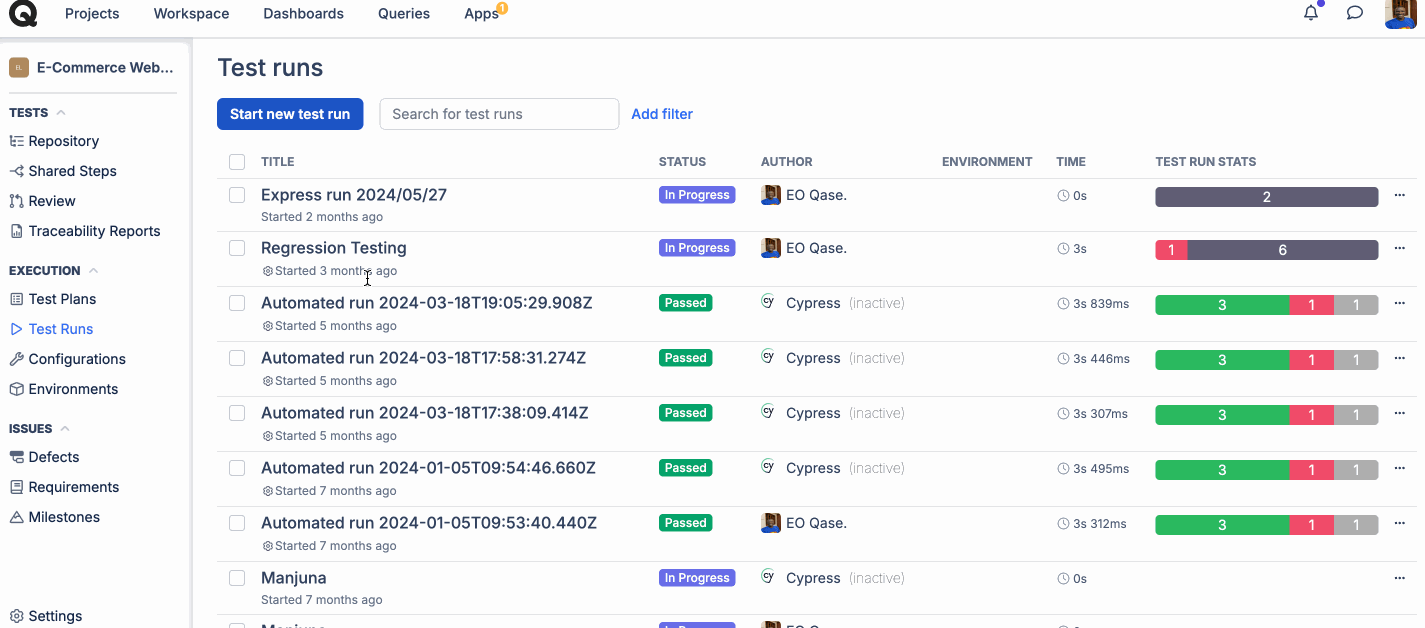 Projects Workspace Dashboards Queries Apps 1
E-Commerce Web...
TESTS
Repository
Shared Steps
Review
Traceability Reports
EXECUTION
Test Plans
Test Runs
Configurations
Environments
ISSUES
Defects
Requirements
Milestones
Settings
Test runs
Start new test run Search for test runs Add filter
TITLE STATUS AUTHOR ENVIRONMENT TIME TEST RUN STATS
Express run 2024/05/27 In Progress EO Qase. 0s 2
Started 2 months ago
Regression Testing In Progress EO Qase. 3s 1 6
Started 3 months ago
Automated run 2024-03-18T19:05:29.908Z Passed cy Cypress (inactive) 3s 839ms 3 1 1
Started 5 months ago
Automated run 2024-03-18T17:58:31.274Z Passed cy Cypress (inactive) 3s 446ms 3 1 1
Started 5 months ago
Automated run 2024-03-18T17:38:09.414Z Passed cy Cypress (inactive) 3s 307ms 3 1 1
Started 5 months ago
Automated run 2024-01-05T09:54:46.660Z Passed cy Cypress (inactive) 3s 495ms 3 1 1
Started 7 months ago
Automated run 2024-01-05T09:53:40.440Z Passed EO Qase. 3s 312ms 3 1 1
Started 7 months ago
Manjuna In Progress cy Cypress (inactive) 0s
Started 7 months ago